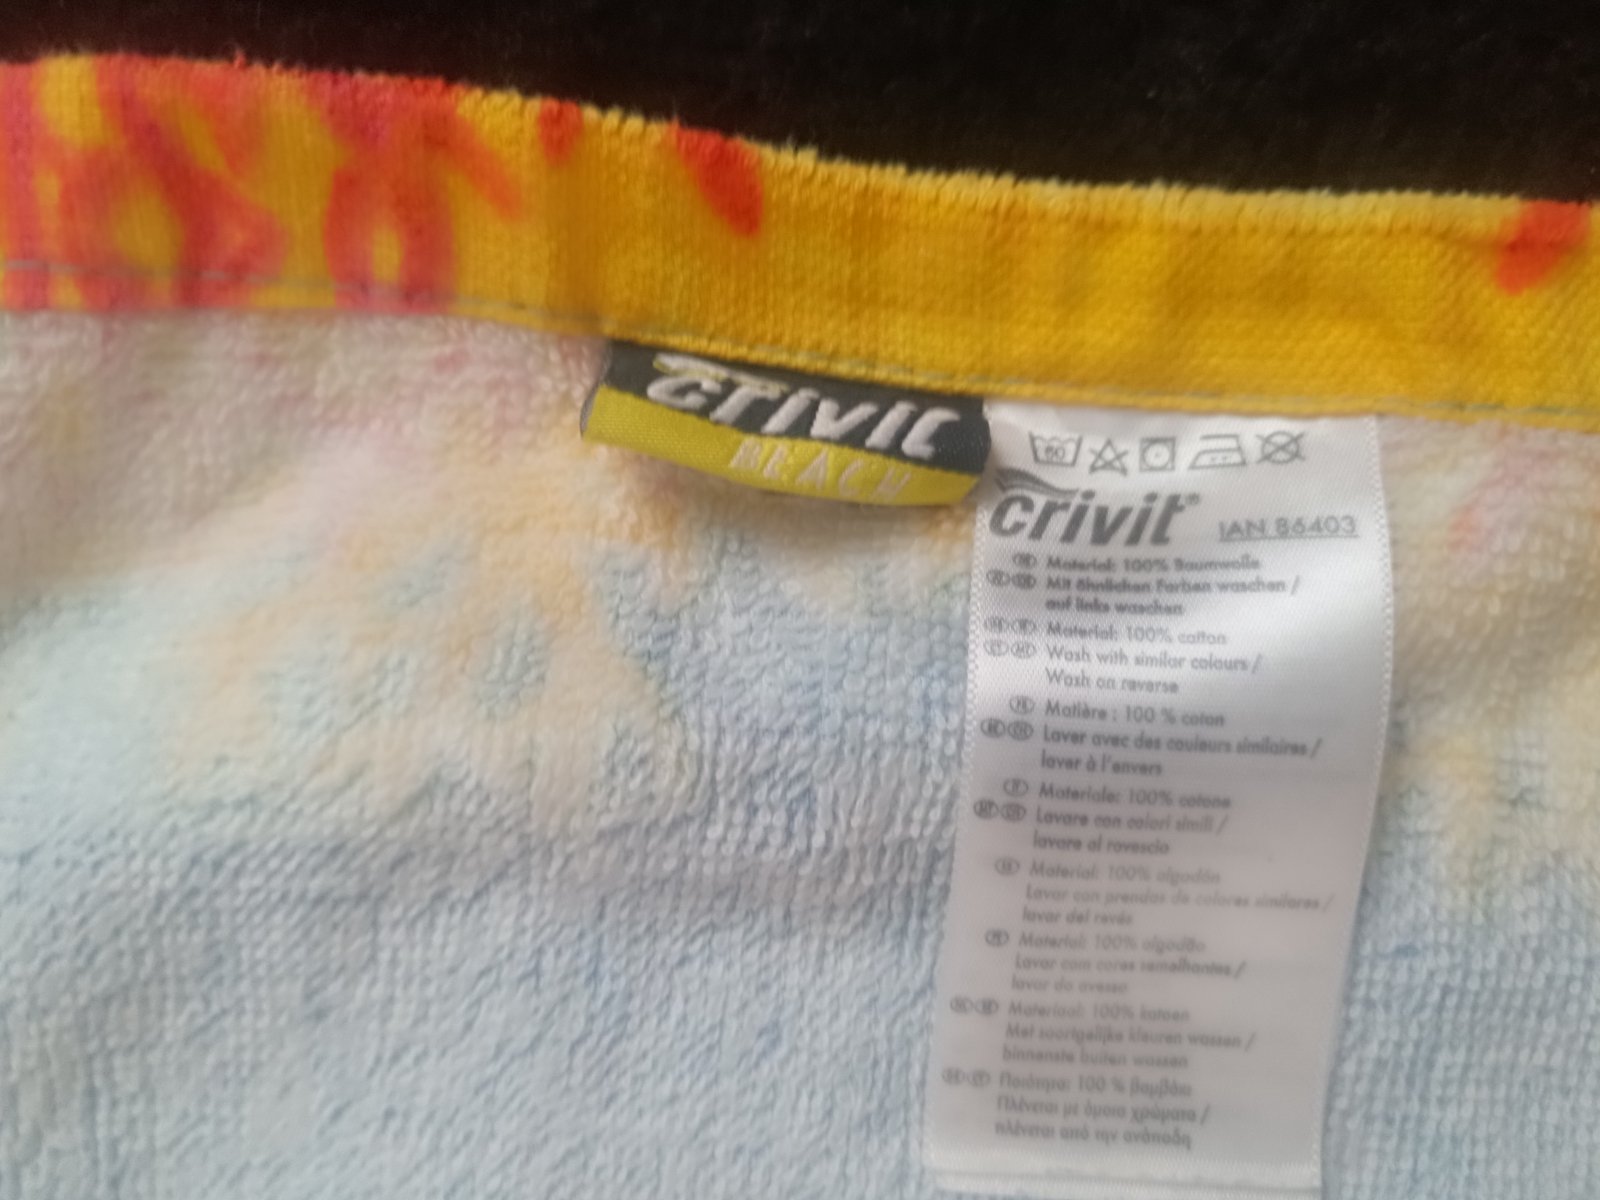 crivit
BEACH
60
crivit®
IAN 86403
Material: 100% Baumwolle
Mit ähnlichen Farben waschen /
auf links waschen
Material: 100% cotton
Wash with similar colours /
Wash on reverse
Matière : 100 % coton
Laver avec des couleurs similaires /
laver à l'envers
Materiale: 100% cotone
Lavare con colori simili /
lavare al rovescio
Material: 100% algodón
Lavar con prendas de colores similares /
lavar del revés
Material: 100% algodão
Lavar com cores semelhantes /
lavar do avesso
Materiaal: 100% katoen
Met soortgelijke kleuren wassen /
binnenste buiten wassen
Ποιότητα: 100 % βαμβάκι
Πλένεται με όμοια χρώματα /
πλένεται από την ανάποδη